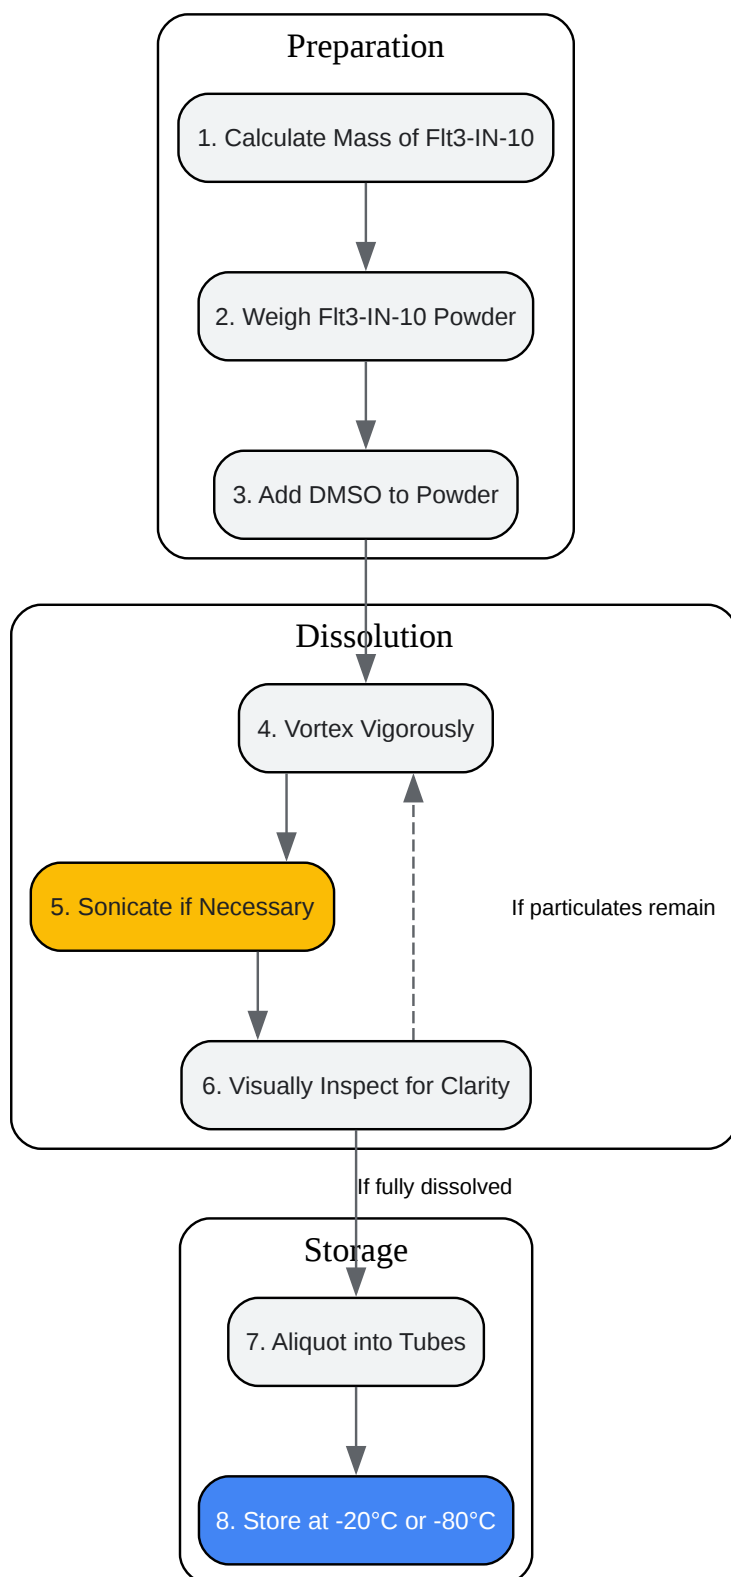 Preparation
1. Calculate Mass of Flt3-IN-10
2. Weigh Flt3-IN-10 Powder
3. Add DMSO to Powder
Dissolution
4. Vortex Vigorously
5. Sonicate if Necessary
If particulates remain
6. Visually Inspect for Clarity
If fully dissolved
Storage
7. Aliquot into Tubes
8. Store at -20°C or -80°C